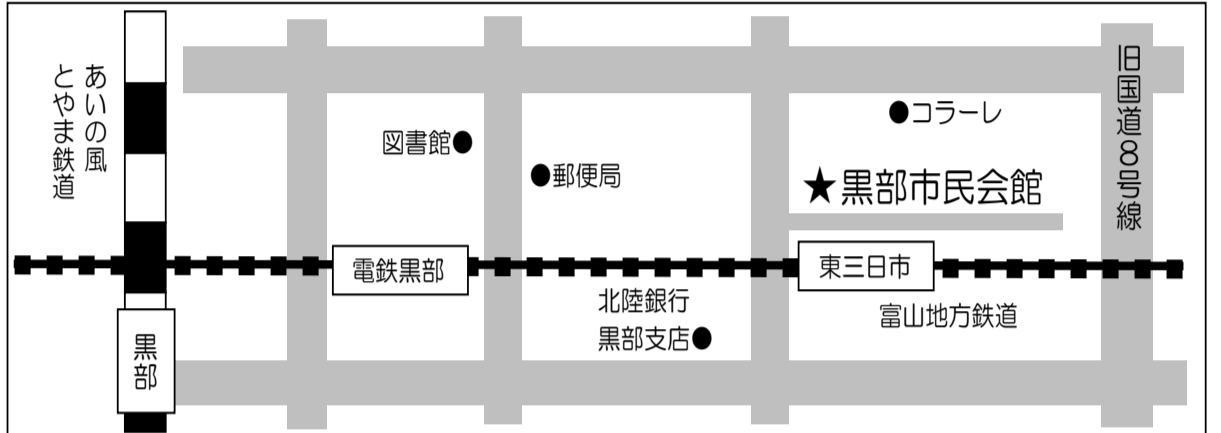 あいの風
とやま鉄道
図書館
郵便局
コラーレ
★黒部市民会館
旧国道8号線
電鉄黒部
東三日市
北陸銀行
黒部支店
富山地方鉄道
黒部